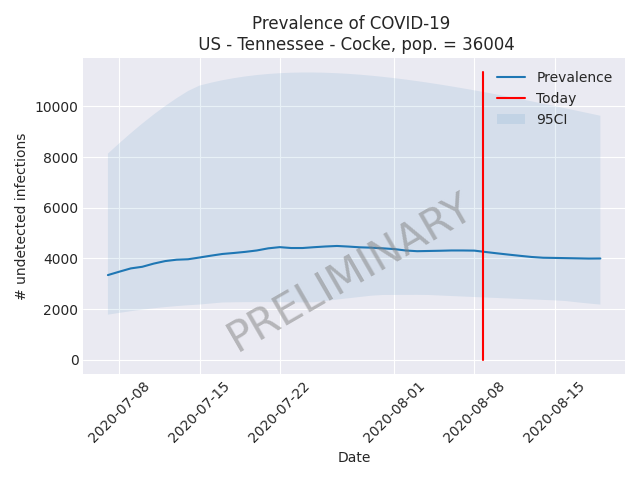 Prevalence of COVID-19
US - Tennessee - Cocke, pop. = 36004
Prevalence
Today
95CI
# undetected infections
10000
8000
6000
4000
2000
0
PRELIMINARY
2020-07-08
2020-07-15
2020-07-22
2020-08-01
2020-08-08
2020-08-15
Date